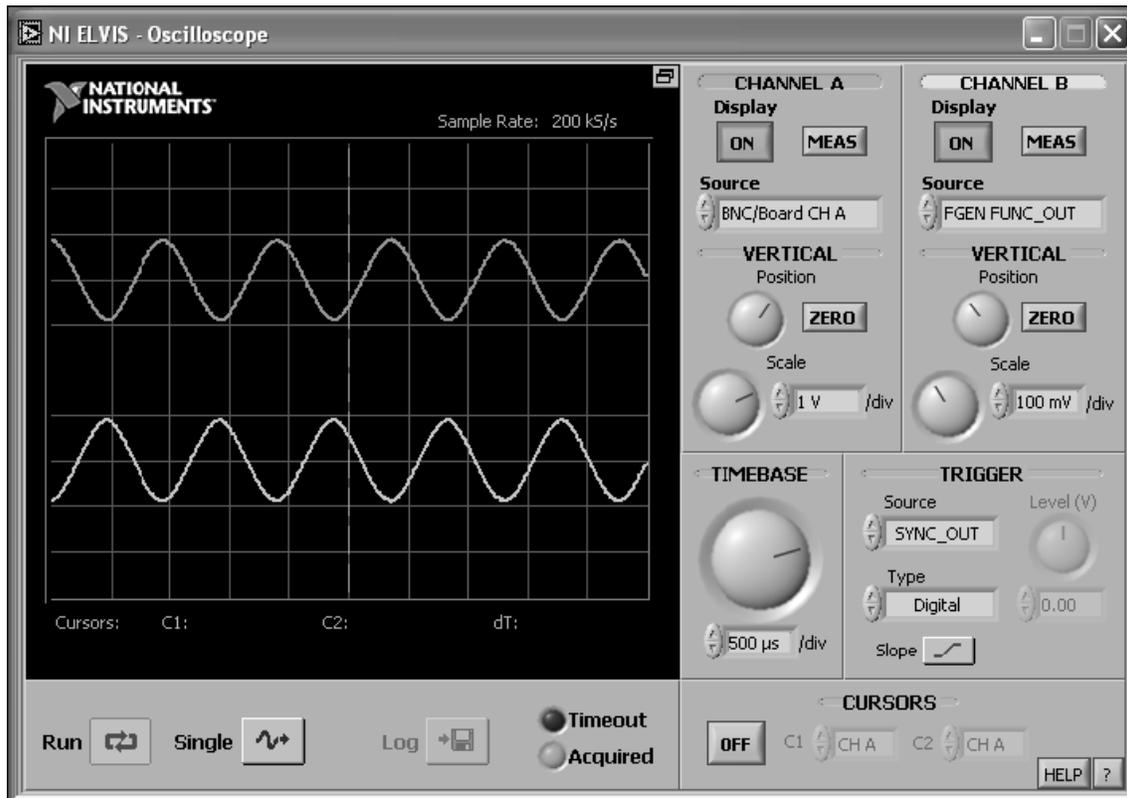 NI ELVIS - Oscilloscope
NATIONAL
INSTRUMENTS™
Sample Rate: 200 kS/s
Cursors: C1: C2: dT:
CHANNEL A
Display
ON MEAS
Source
BNC/Board CH A
VERTICAL
Position
ZERO
Scale
1 V /div
CHANNEL B
Display
ON MEAS
Source
FGEN FUNC_OUT
VERTICAL
Position
ZERO
Scale
100 mV /div
TIMEBASE
500 µs /div
TRIGGER
Source
SYNC_OUT
Type
Digital
Slope
Level (V)
0.00
Run Single Log
Timeout
Acquired
CURSORS
OFF C1 CH A C2 CH A
HELP ?